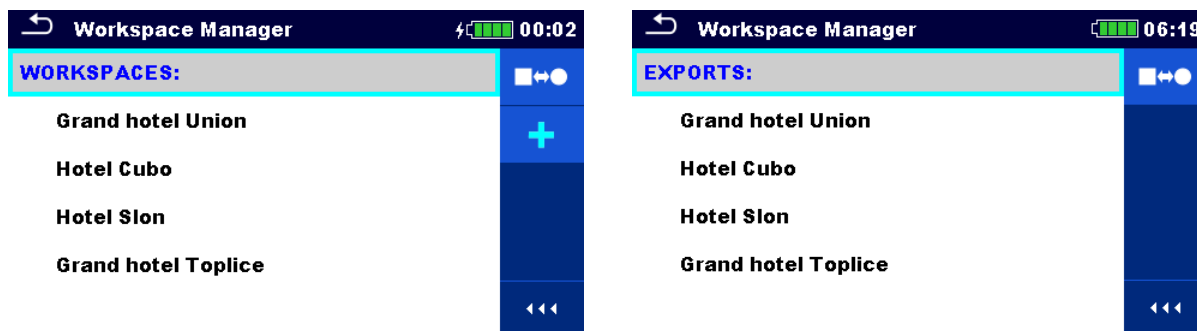 Workspace Manager 00:02
WORKSPACES:
Grand hotel Union
Hotel Cubo
Hotel Slon
Grand hotel Toplice
Workspace Manager 06:19
EXPORTS:
Grand hotel Union
Hotel Cubo
Hotel Slon
Grand hotel Toplice